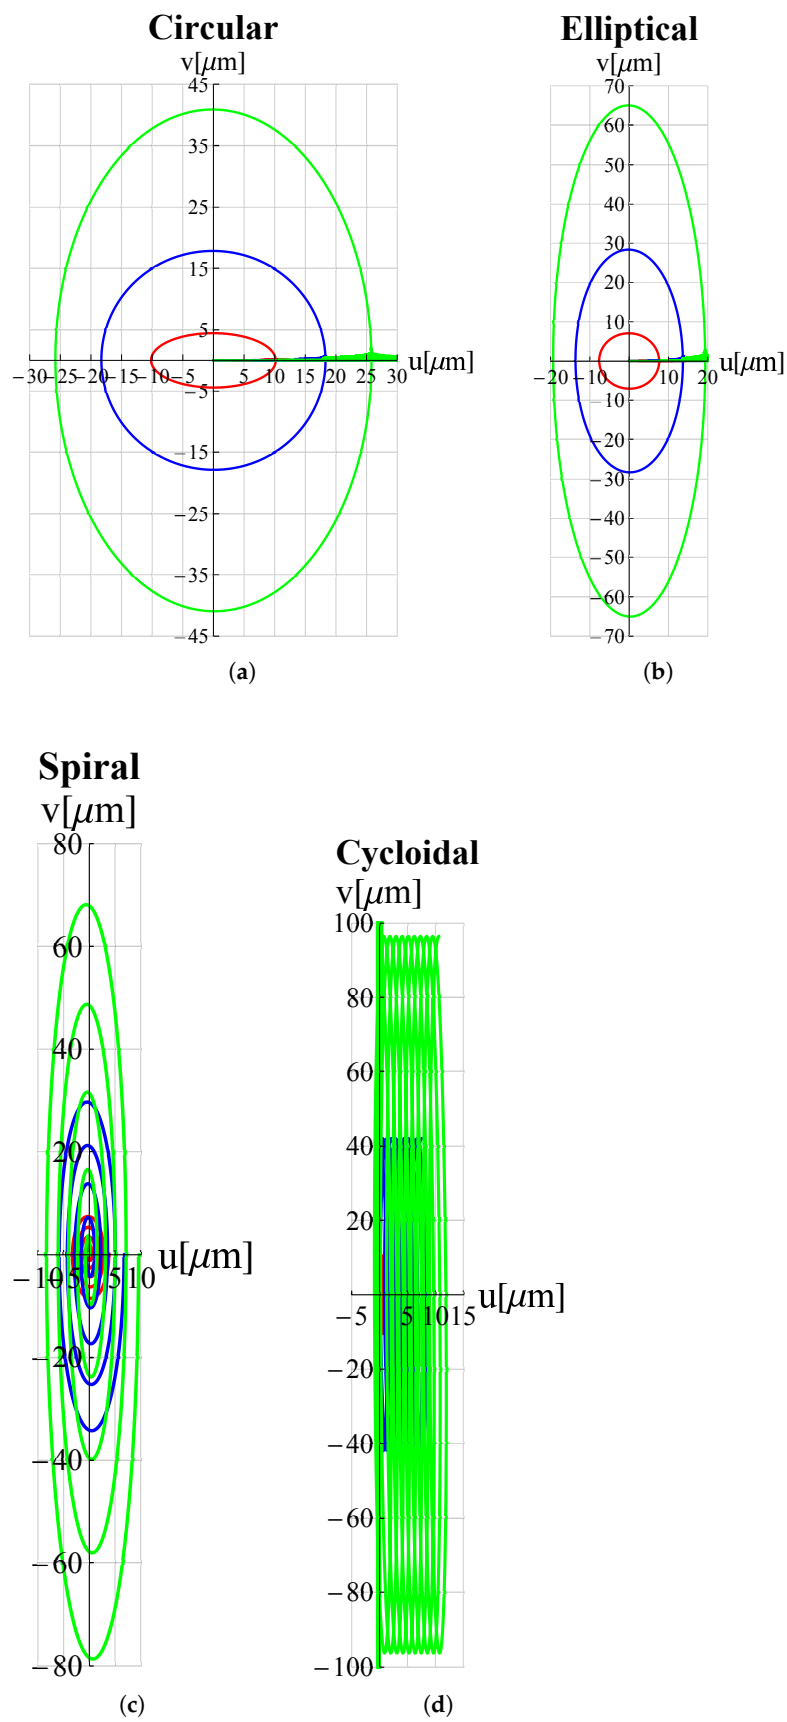 Circular
v[μm]
45
35
25
15
5
−30 −25 −20 −15 −10 −5 10 15 20 25 30 u[μm]
−5
−15
−25
−35
−45
(a)
Elliptical
v[μm]
70
60
50
40
30
20
10
−20 −10 10 20 u[μm]
−10
−20
−30
−40
−50
−60
−70
(b)
Spiral
v[μm]
80
60
40
20
−10 −5 5 10 u[μm]
−20
−40
−60
−80
(c)
Cycloidal
v[μm]
100
80
60
40
20
−5 5 10 15 u[μm]
−20
−40
−60
−80
−100
(d)